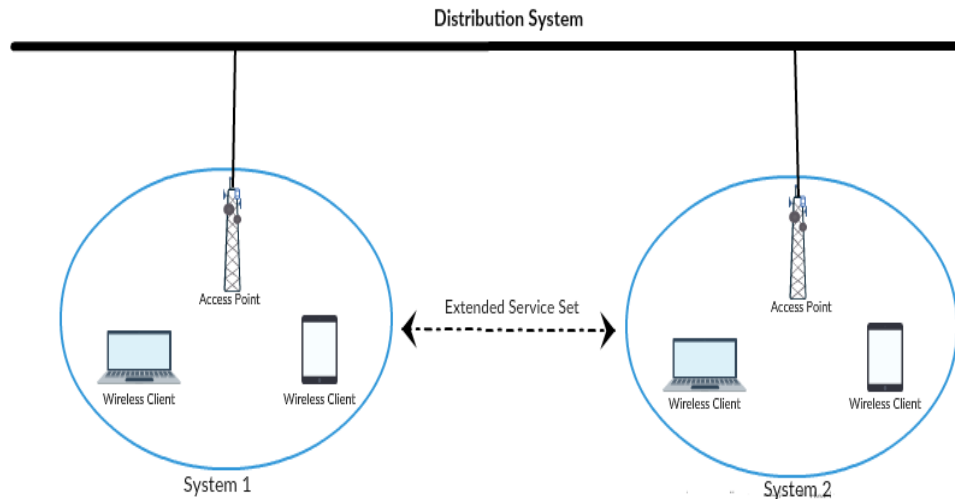 Distribution System
Access Point
Wireless Client
Wireless Client
System 1
Extended Service Set
Access Point
Wireless Client
Wireless Client
System 2